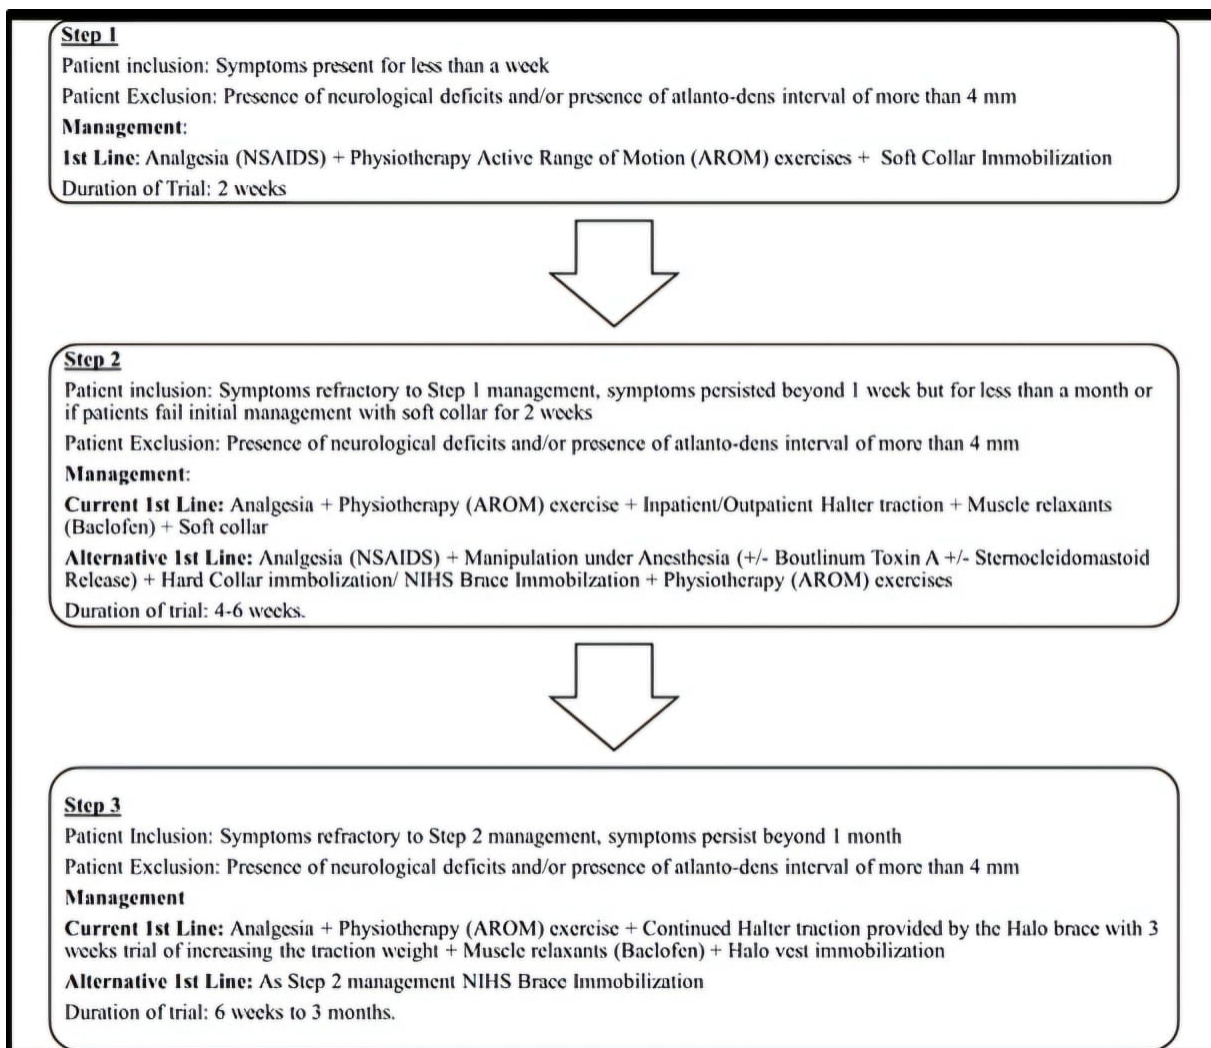 Step 1
Patient inclusion: Symptoms present for less than a week
Patient Exclusion: Presence of neurological deficits and/or presence of atlanto-dens interval of more than 4 mm
Management:
1st Line: Analgesia (NSAIDS) + Physiotherapy Active Range of Motion (AROM) exercises + Soft Collar Immobilization
Duration of Trial: 2 weeks
Step 2
Patient inclusion: Symptoms refractory to Step 1 management, symptoms persisted beyond 1 week but for less than a month or
if patients fail initial management with soft collar for 2 weeks
Patient Exclusion: Presence of neurological deficits and/or presence of atlanto-dens interval of more than 4 mm
Management:
Current 1st Line: Analgesia + Physiotherapy (AROM) exercise + Inpatient/Outpatient Halter traction + Muscle relaxants
(Baclofen) + Soft collar
Alternative 1st Line: Analgesia (NSAIDS) + Manipulation under Anesthesia (+/- Boutlinum Toxin A +/- Sternocleidomastoid
Release) + Hard Collar immbolization/ NIHS Brace Immobilzation + Physiotherapy (AROM) exercises
Duration of trial: 4-6 weeks.
Step 3
Patient Inclusion: Symptoms refractory to Step 2 management, symptoms persist beyond 1 month
Patient Exclusion: Presence of neurological deficits and/or presence of atlanto-dens interval of more than 4 mm
Management
Current 1st Line: Analgesia + Physiotherapy (AROM) exercise + Continued Halter traction provided by the Halo brace with 3
weeks trial of increasing the traction weight + Muscle relaxants (Baclofen) + Halo vest immobilization
Alternative 1st Line: As Step 2 management NIHS Brace Immobilization
Duration of trial: 6 weeks to 3 months.